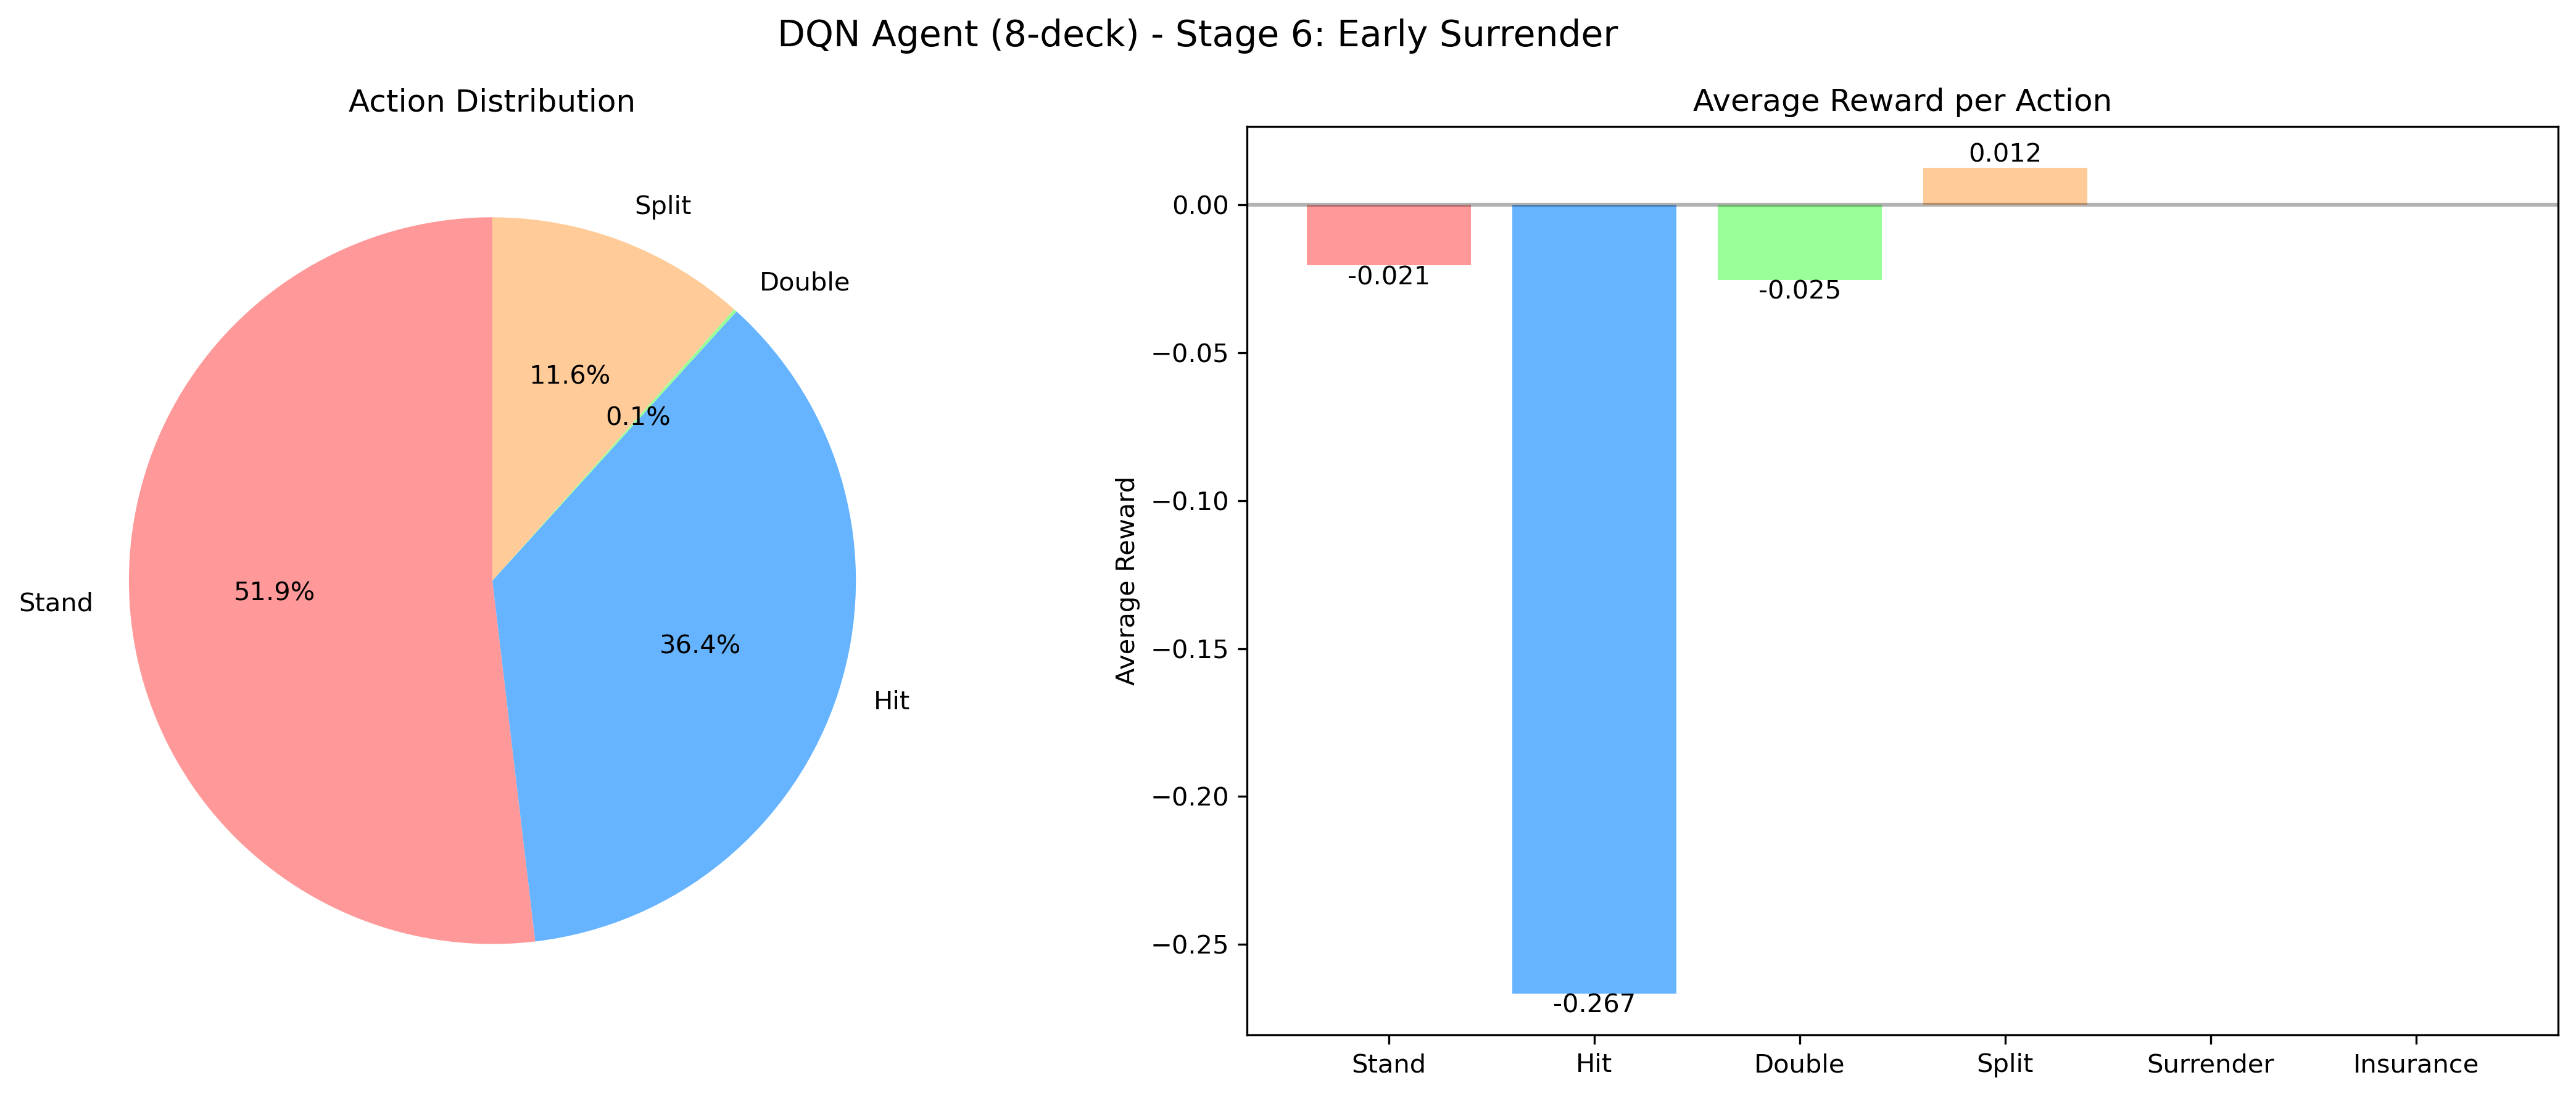 DQN Agent (8-deck) - Stage 6: Early Surrender
Action Distribution
Split
Double
11.6%
0.1%
51.9%
Stand
36.4%
Hit
Average Reward per Action
0.012
0.00
-0.021
-0.025
−0.05
−0.10
Average Reward
−0.15
−0.20
−0.25
-0.267
Stand
Hit
Double
Split
Surrender
Insurance